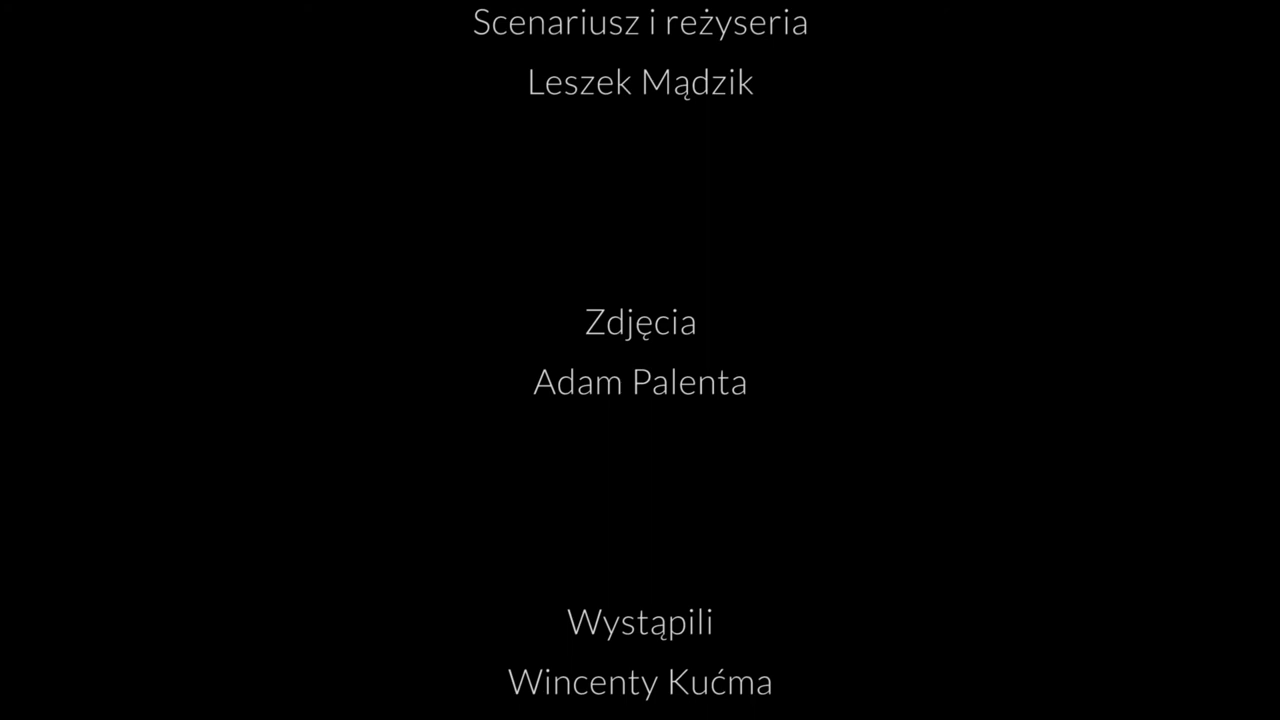 Scenariusz i reżyseria
Leszek Mądzik
Zdjęcia
Adam Palenta
Wystąpili
Wincenty Kućma